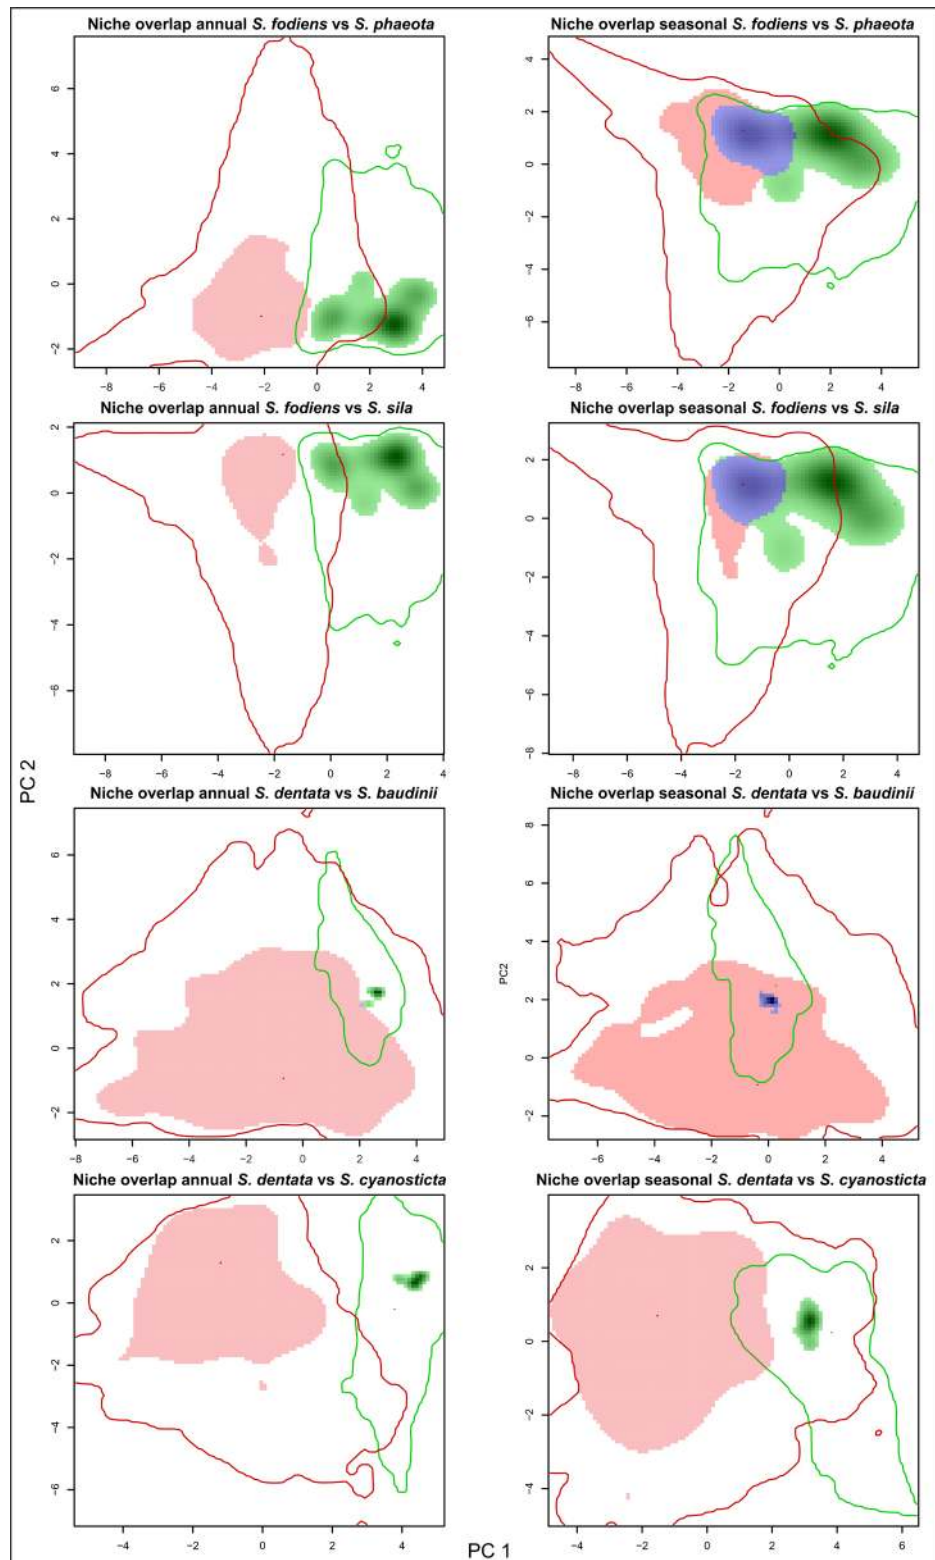 Niche overlap annual S. fodiens vs S. phaeota
6
4
2
0
-2
-8 -6 -4 -2 0 2 4
Niche overlap seasonal S. fodiens vs S. phaeota
4
2
0
-2
-4
-6
-8 -6 -4 -2 0 2 4
Niche overlap annual S. fodiens vs S. sila
2
0
-2
-4
-6
-8 -6 -4 -2 0 2 4
Niche overlap seasonal S. fodiens vs S. sila
2
0
-2
-4
-6
-8
-8 -6 -4 -2 0 2 4
PC 2
Niche overlap annual S. dentata vs S. baudinii
6
4
2
0
-2
-8 -6 -4 -2 0 2 4
Niche overlap seasonal S. dentata vs S. baudinii
8
6
4
2
0
-2
PC2
-6 -4 -2 0 2 4
Niche overlap annual S. dentata vs S. cyanosticta
2
0
-2
-4
-6
-4 -2 0 2 4
Niche overlap seasonal S. dentata vs S. cyanosticta
2
0
-2
-4
-4 -2 0 2 4 6
PC 1